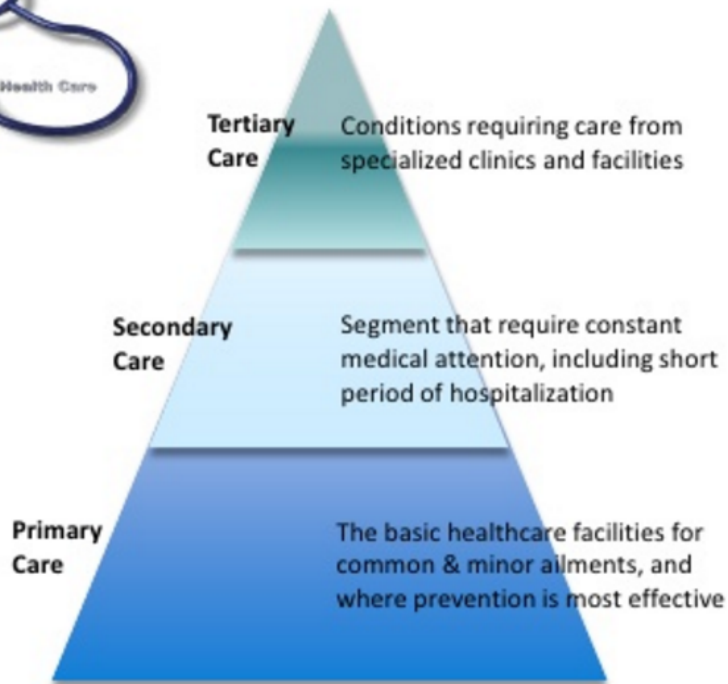 Health Care
Tertiary
Care
Conditions requiring care from
specialized clinics and facilities
Secondary
Care
Segment that require constant
medical attention, including short
period of hospitalization
Primary
Care
The basic healthcare facilities for
common & minor ailments, and
where prevention is most effective